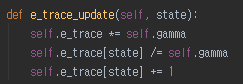 def e_trace_update(self, state):
    self.e_trace *= self.gamma
    self.e_trace[state] /= self.gamma
    self.e_trace[state] += 1